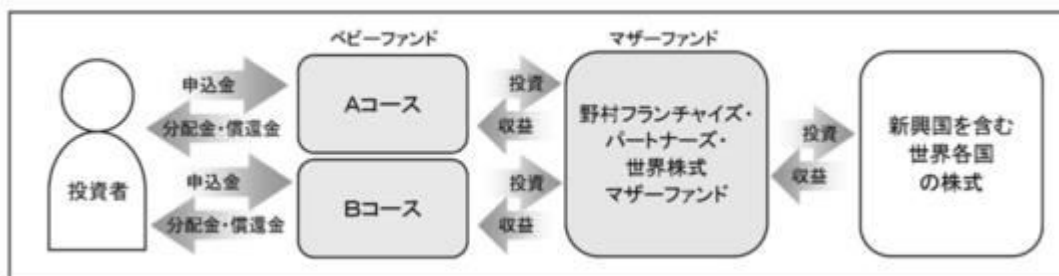 ベビーファンド
マザーファンド
申込金
分配金・償還金
申込金
分配金・償還金
投資者
Aコース
Bコース
投資
収益
投資
収益
野村フランチャイズ・
パートナーズ・
世界株式
マザーファンド
投資
収益
新興国を含む
世界各国
の株式